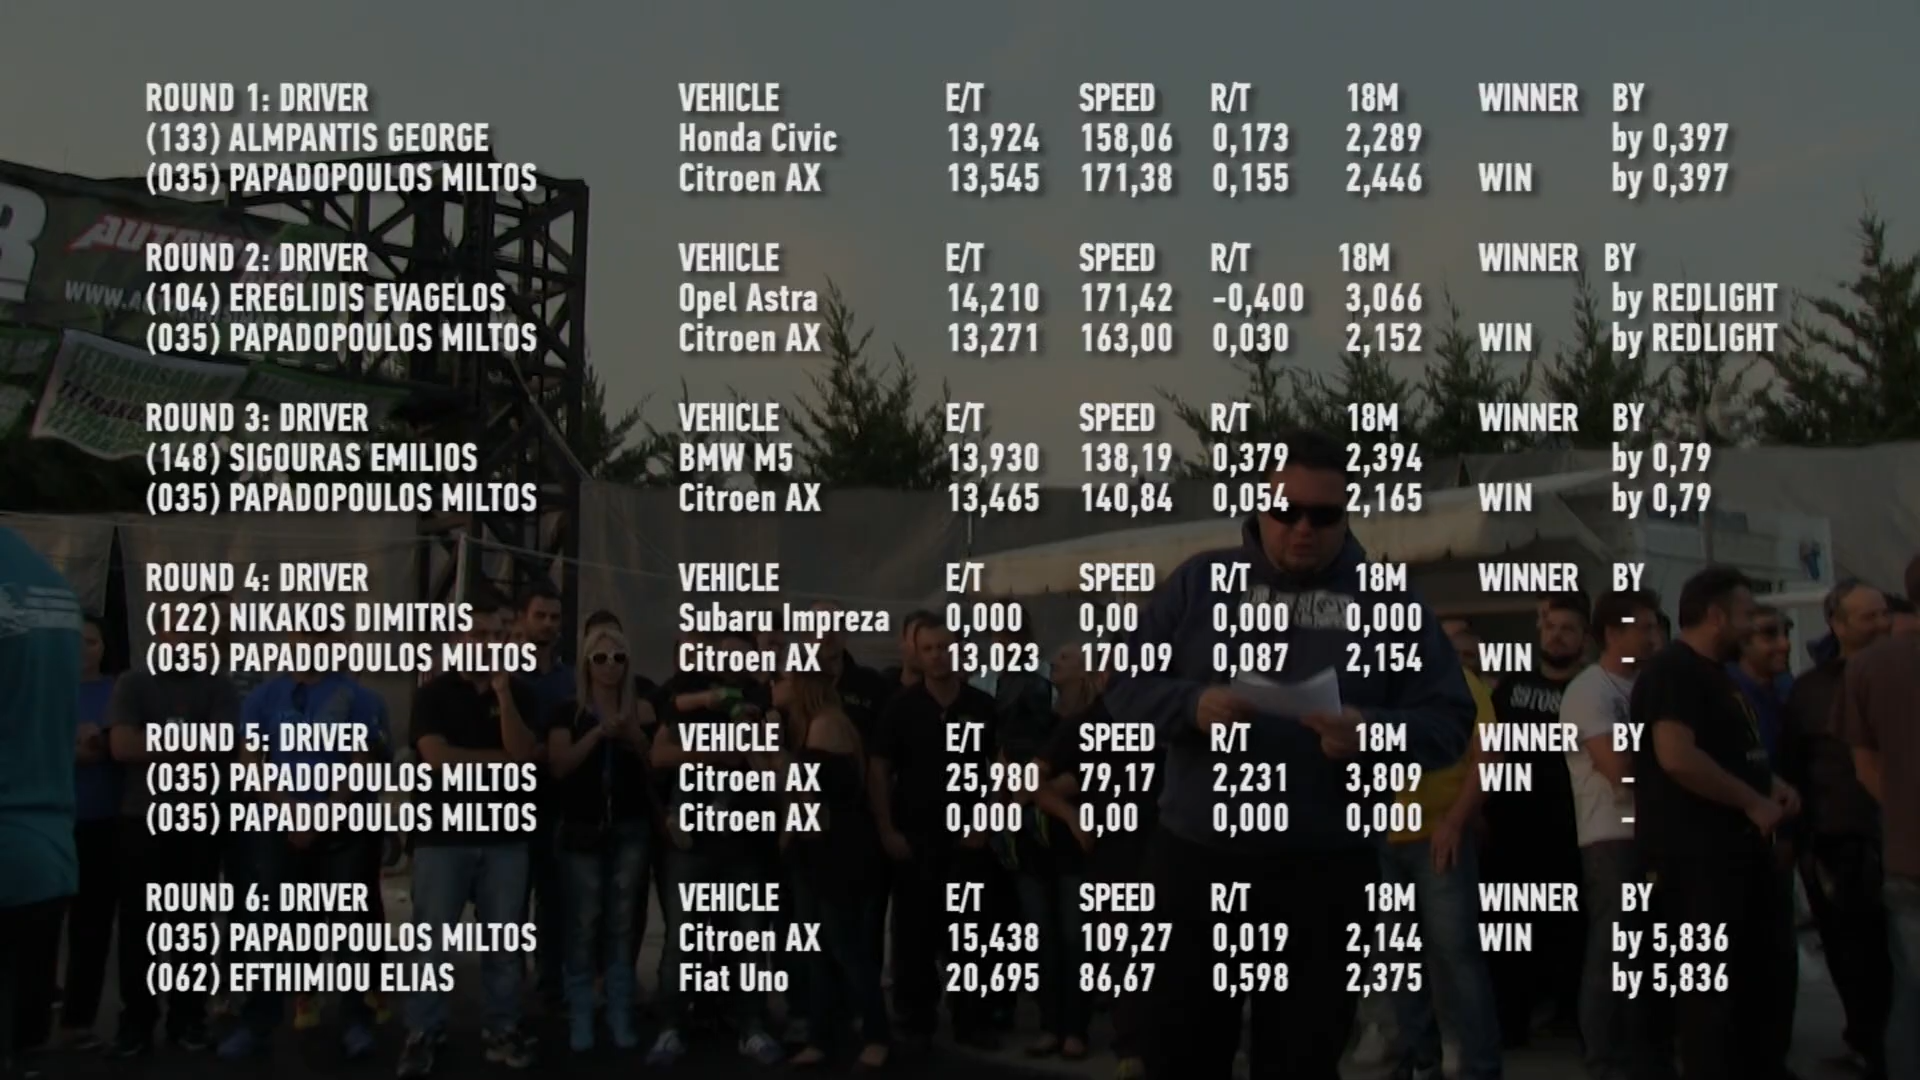 ROUND 1: DRIVER VEHICLE E/T SPEED R/T 18M WINNER BY
(133) ALMPANTIS GEORGE Honda Civic 13,924 158,06 0,173 2,289 by 0,397
(035) PAPADOPOULOS MILTOS Citroen AX 13,545 171,38 0,155 2,446 WIN by 0,397
ROUND 2: DRIVER VEHICLE E/T SPEED R/T 18M WINNER BY
(104) EREGLIDIS EVAGELOS Opel Astra 14,210 171,42 -0,400 3,066 by REDLIGHT
(035) PAPADOPOULOS MILTOS Citroen AX 13,271 163,00 0,030 2,152 WIN by REDLIGHT
ROUND 3: DRIVER VEHICLE E/T SPEED R/T 18M WINNER BY
(148) SIGOURAS EMILIOS BMW M5 13,930 138,19 0,379 2,394 by 0,79
(035) PAPADOPOULOS MILTOS Citroen AX 13,465 140,84 0,054 2,165 WIN by 0,79
ROUND 4: DRIVER VEHICLE E/T SPEED R/T 18M WINNER BY
(122) NIKAKOS DIMITRIS Subaru Impreza 0,000 0,00 0,000 0,000 -
(035) PAPADOPOULOS MILTOS Citroen AX 13,023 170,09 0,087 2,154 WIN -
ROUND 5: DRIVER VEHICLE E/T SPEED R/T 18M WINNER BY
(035) PAPADOPOULOS MILTOS Citroen AX 25,980 79,17 2,231 3,809 WIN -
(035) PAPADOPOULOS MILTOS Citroen AX 0,000 0,00 0,000 0,000 -
ROUND 6: DRIVER VEHICLE E/T SPEED R/T 18M WINNER BY
(035) PAPADOPOULOS MILTOS Citroen AX 15,438 109,27 0,019 2,144 WIN by 5,836
(062) EFTHIMIOU ELIAS Fiat Uno 20,695 86,67 0,598 2,375 by 5,836